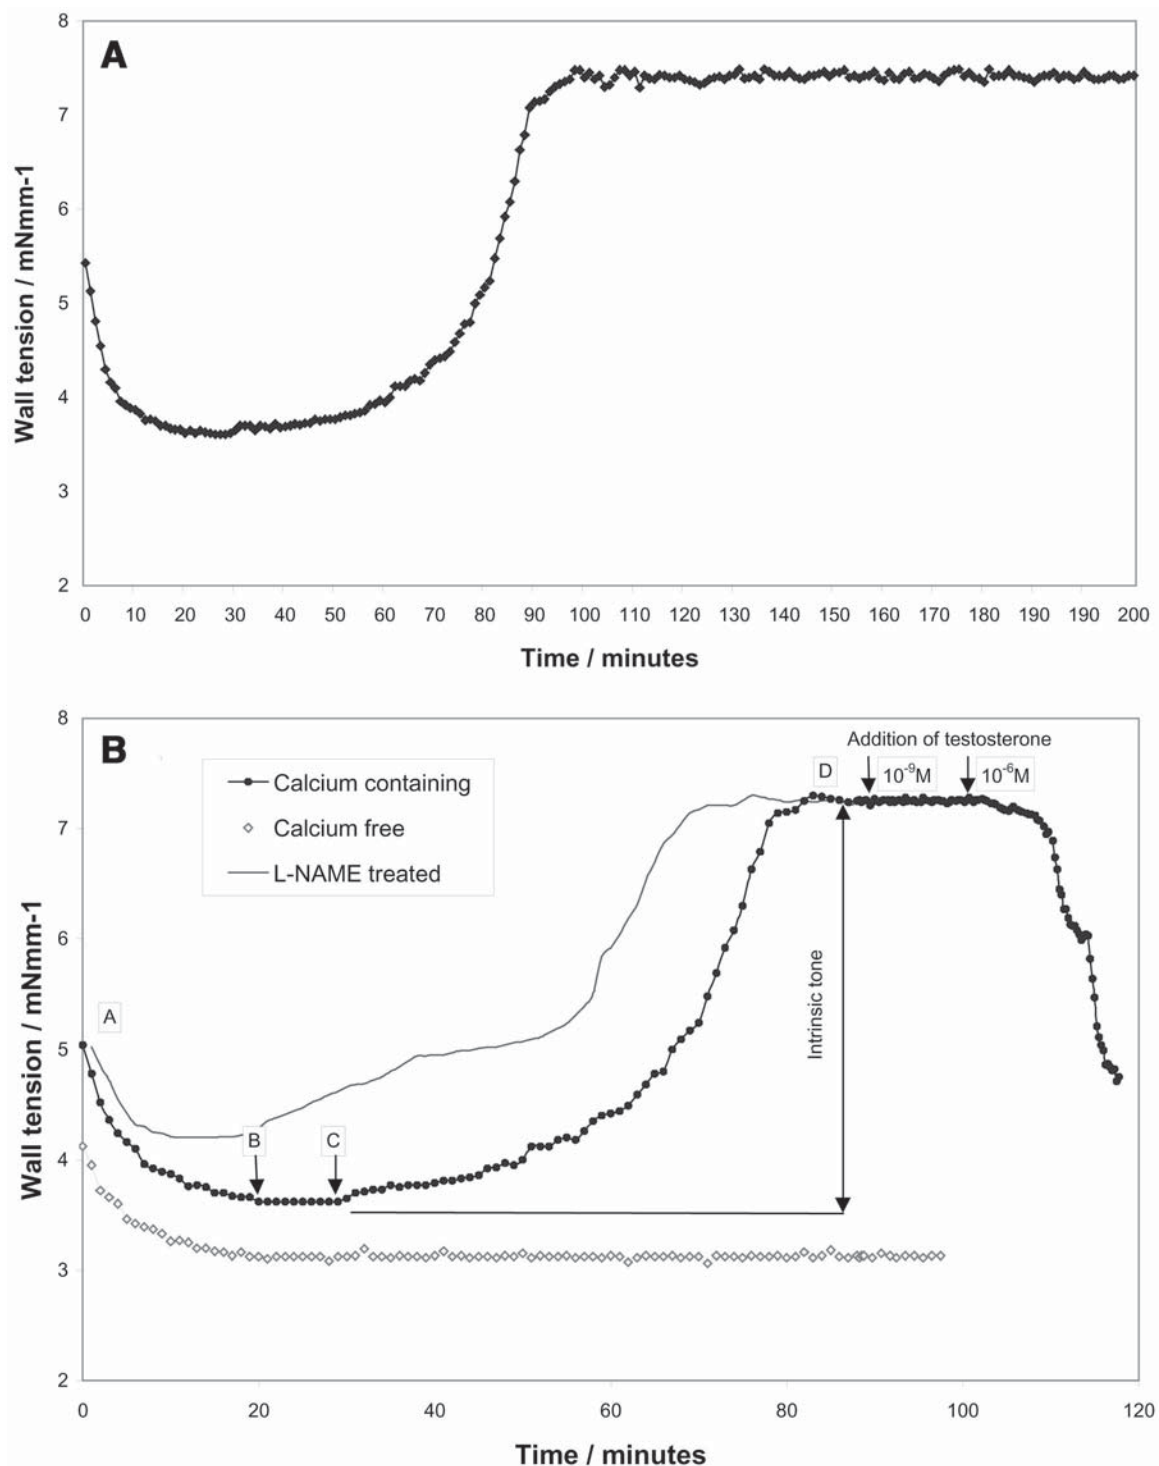 A
8
7
6
5
4
3
2
Wall tension / mNmm-1
0 10 20 30 40 50 60 70 80 90 100 110 120 130 140 150 160 170 180 190 190 200
Time / minutes
B
8
7
6
5
4
3
2
Wall tension / mNmm-1
Calcium containing
Calcium free
L-NAME treated
Addition of testosterone
D
10-9M
10-6M
A
B
C
Intrinsic tone
0 20 40 60 80 100 120
Time / minutes